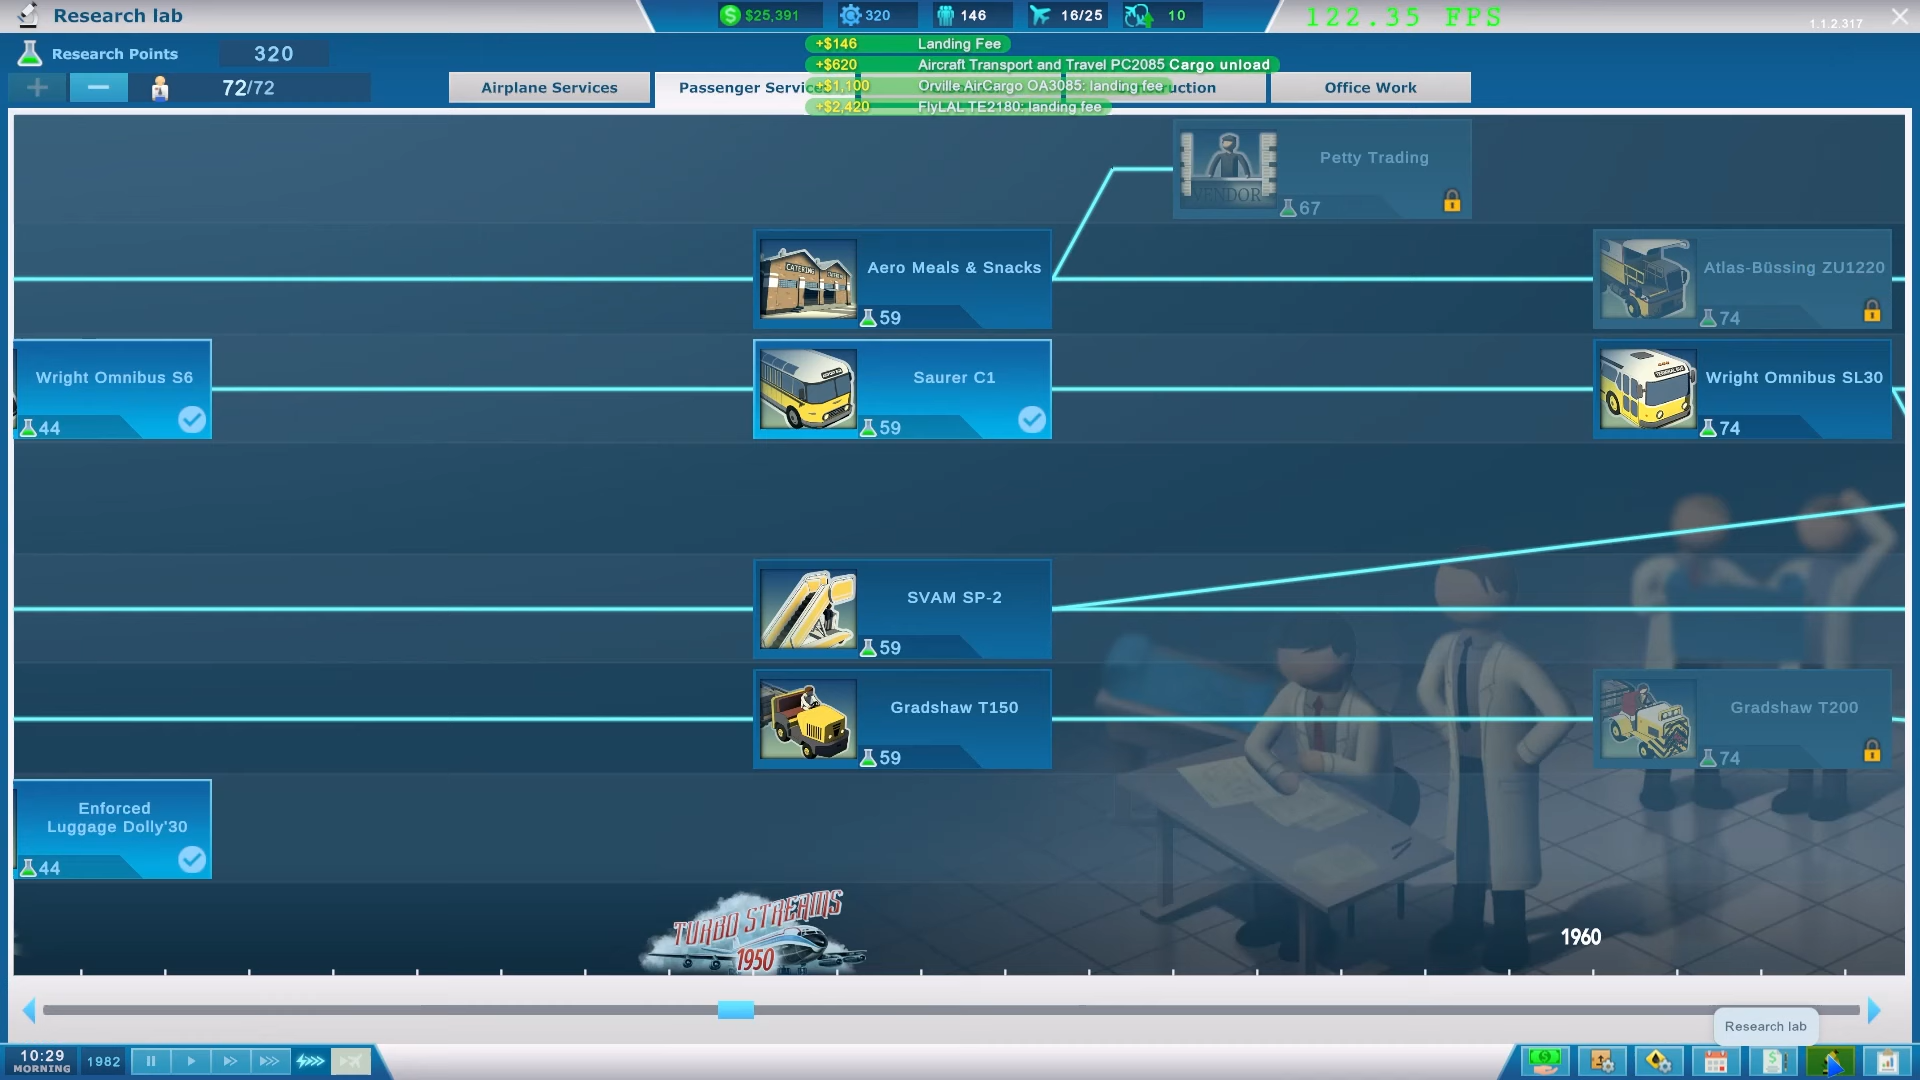 Research lab
$25,391
320
146
16/25
10
122.35 FPS
1.1.2.317
Research Points
320
+$146 Landing Fee
+$620 Aircraft Transport and Travel PC2085 Cargo unload
+$1,100 Orville AirCargo OA3085: landing fee
+$2,420 FlyLAL TE2180: landing fee
72/72
Airplane Services
Passenger Servic
uction
Office Work
Petty Trading
VENDOR
67
Aero Meals & Snacks
CATERING
59
Atlas-Büssing ZU1220
74
Wright Omnibus S6
44
Saurer C1
59
Wright Omnibus SL30
74
SVAM SP-2
59
Gradshaw T150
59
Gradshaw T200
74
Enforced
Luggage Dolly'30
44
TURBO STREAMS
1950
1960
Research lab
10:29
MORNING
1982